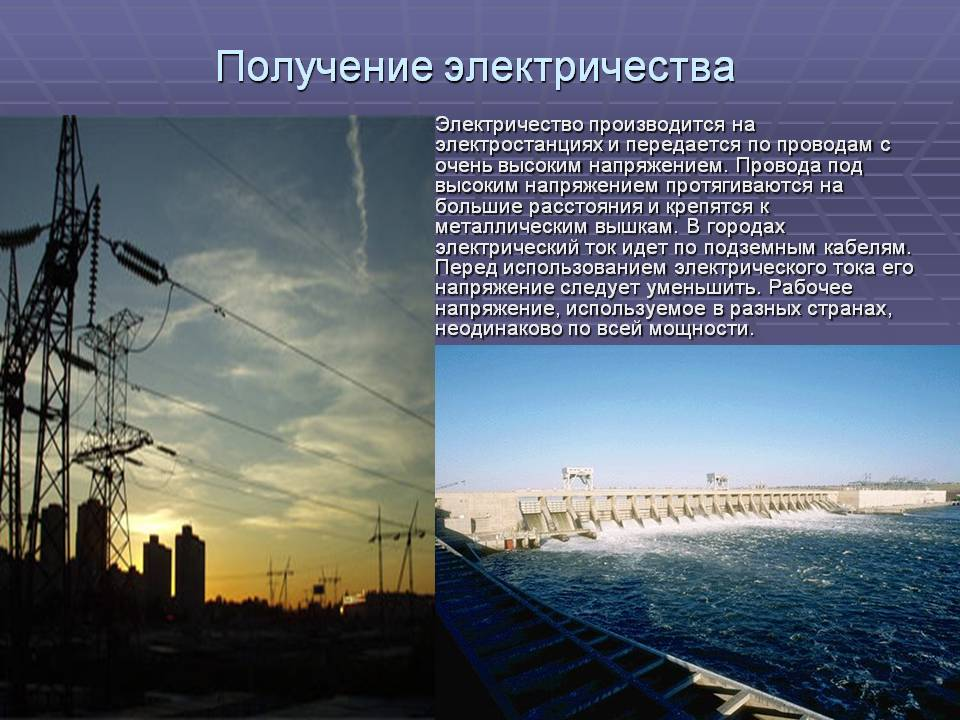 Получение электричества
Электричество производится на
электростанциях и передается по проводам с
очень высоким напряжением. Провода под
высоким напряжением протягиваются на
большие расстояния и крепятся к
металлическим вышкам. В городах
электрический ток идет по подземным кабелям.
Перед использованием электрического тока его
напряжение следует уменьшить. Рабочее
напряжение, используемое в разных странах,
неодинаково по всей мощности.